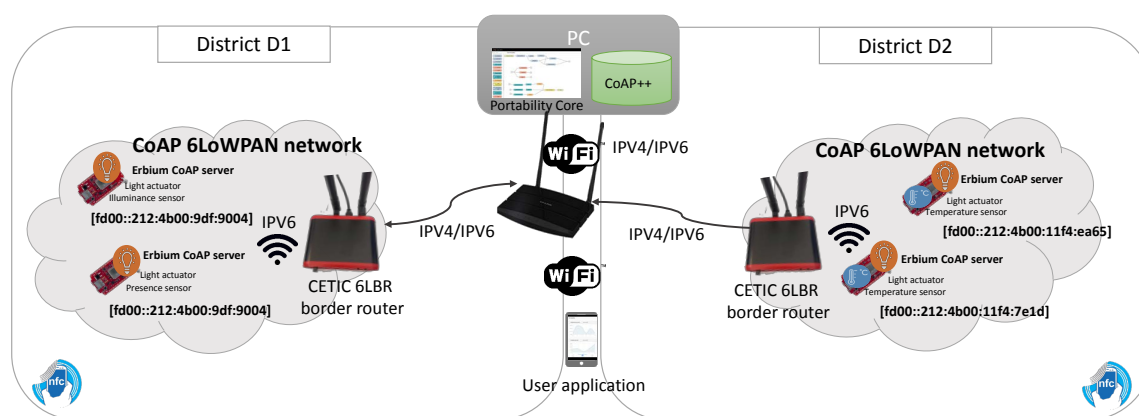 District D1
PC
District D2
CoAP++
Portability Core
CoAP 6LoWPAN network
Erbium CoAP server
Light actuator
Illuminance sensor
[fd00::212:4b00:9df:9004]
IPV6
Erbium CoAP server
Light actuator
Presence sensor
[fd00::212:4b00:9df:9004]
CETIC 6LBR
border router
IPV4/IPV6
WiFi
IPV4/IPV6
WiFi
User application
IPV4/IPV6
CoAP 6LoWPAN network
Erbium CoAP server
°C
Light actuator
Temperature sensor
[fd00::212:4b00:11f4:ea65]
IPV6
Erbium CoAP server
°C
Light actuator
Temperature sensor
[fd00::212:4b00:11f4:7e1d]
CETIC 6LBR
border router
nfc
nfc